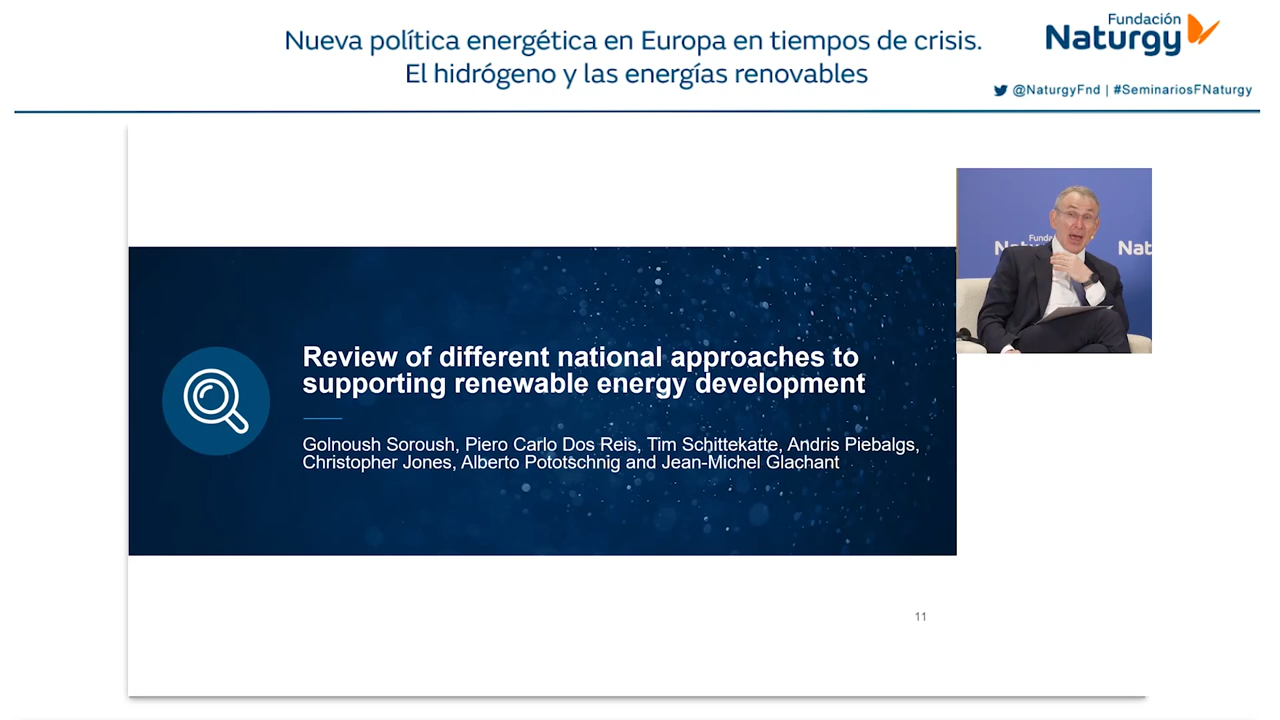 Nueva política energética en Europa en tiempos de crisis.
El hidrógeno y las energías renovables
Fundación
Naturgy
@NaturgyFnd | #SeminariosFNaturgy
Review of different national approaches to
supporting renewable energy development
Golnoush Soroush, Piero Carlo Dos Reis, Tim Schittekatte, Andris Piebalgs,
Christopher Jones, Alberto Pototschnig and Jean-Michel Glachant
11